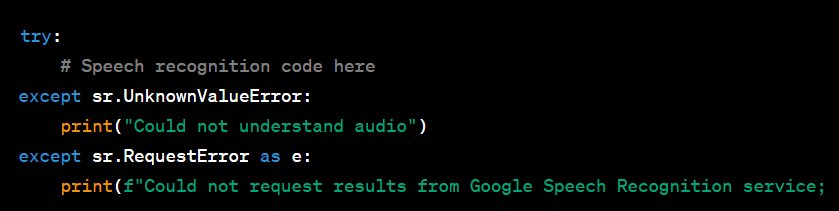 try:
    # Speech recognition code here
except sr.UnknownValueError:
    print("Could not understand audio")
except sr.RequestError as e:
    print(f"Could not request results from Google Speech Recognition service;